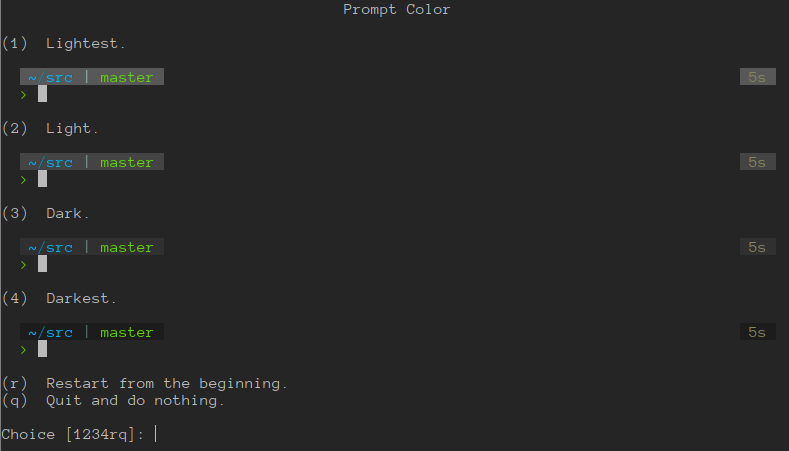 Prompt Color
(1)  Lightest.
~/src | master 5s
>
(2)  Light.
~/src | master 5s
>
(3)  Dark.
~/src | master 5s
>
(4)  Darkest.
~/src | master 5s
>
(r)  Restart from the beginning.
(q)  Quit and do nothing.
Choice [1234rq]: